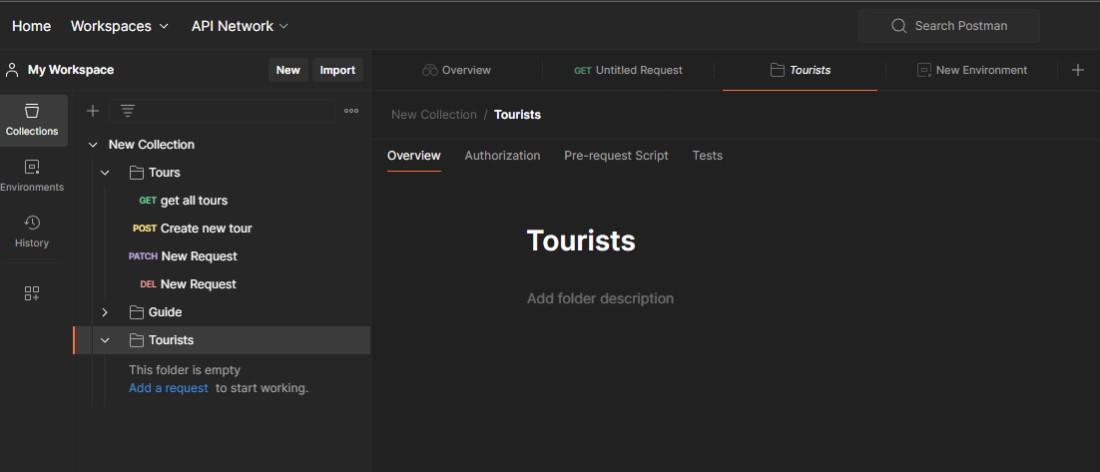 Home Workspaces API Network Search Postman
My Workspace New Import Overview GET Untitled Request Tourists New Environment
Collections
New Collection / Tourists
New Collection
Overview Authorization Pre-request Script Tests
Tours
Environments
GET get all tours
POST Create new tour
History
PATCH New Request
Tourists
DEL New Request
Add folder description
Guide
Tourists
This folder is empty
Add a request to start working.